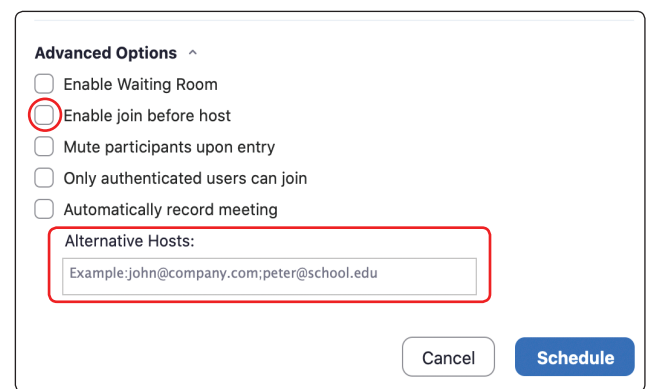 Advanced Options
Enable Waiting Room
Enable join before host
Mute participants upon entry
Only authenticated users can join
Automatically record meeting
Alternative Hosts:
Example:john@company.com;peter@school.edu
Cancel Schedule